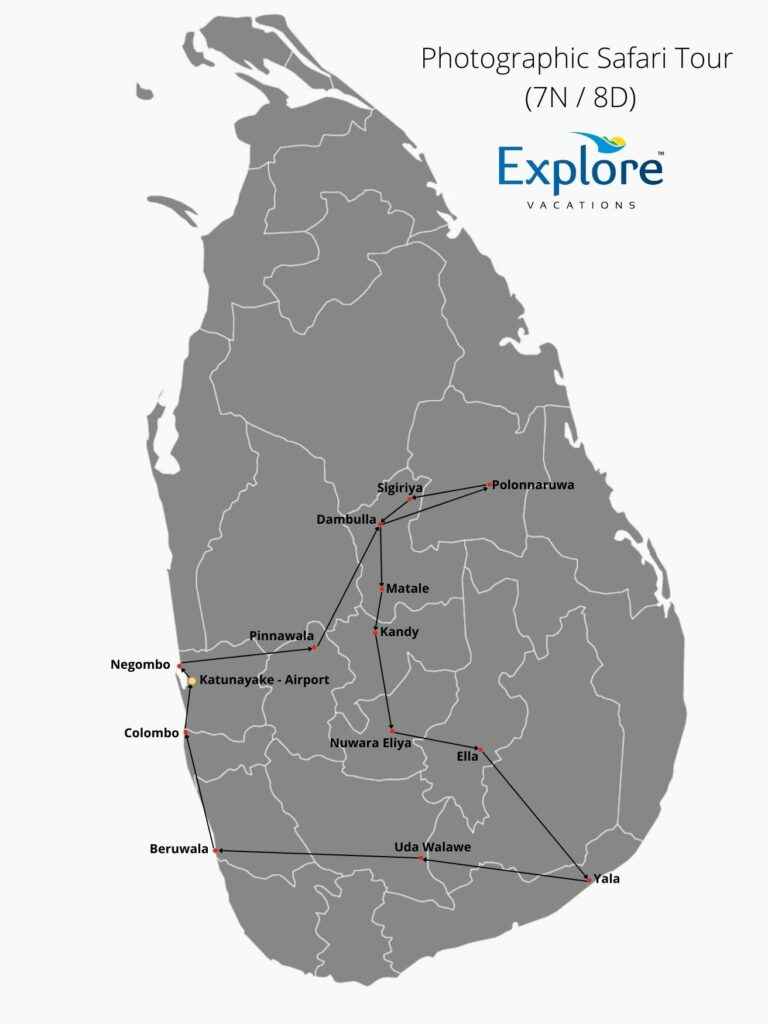 Photographic Safari Tour
(7N / 8D)
Explore™
VACATIONS
Sigiriya
Polonnaruwa
Dambulla
Matale
Kandy
Pinnawala
Negombo
Katunayake - Airport
Colombo
Nuwara Eliya
Ella
Beruwala
Uda Walawe
Yala